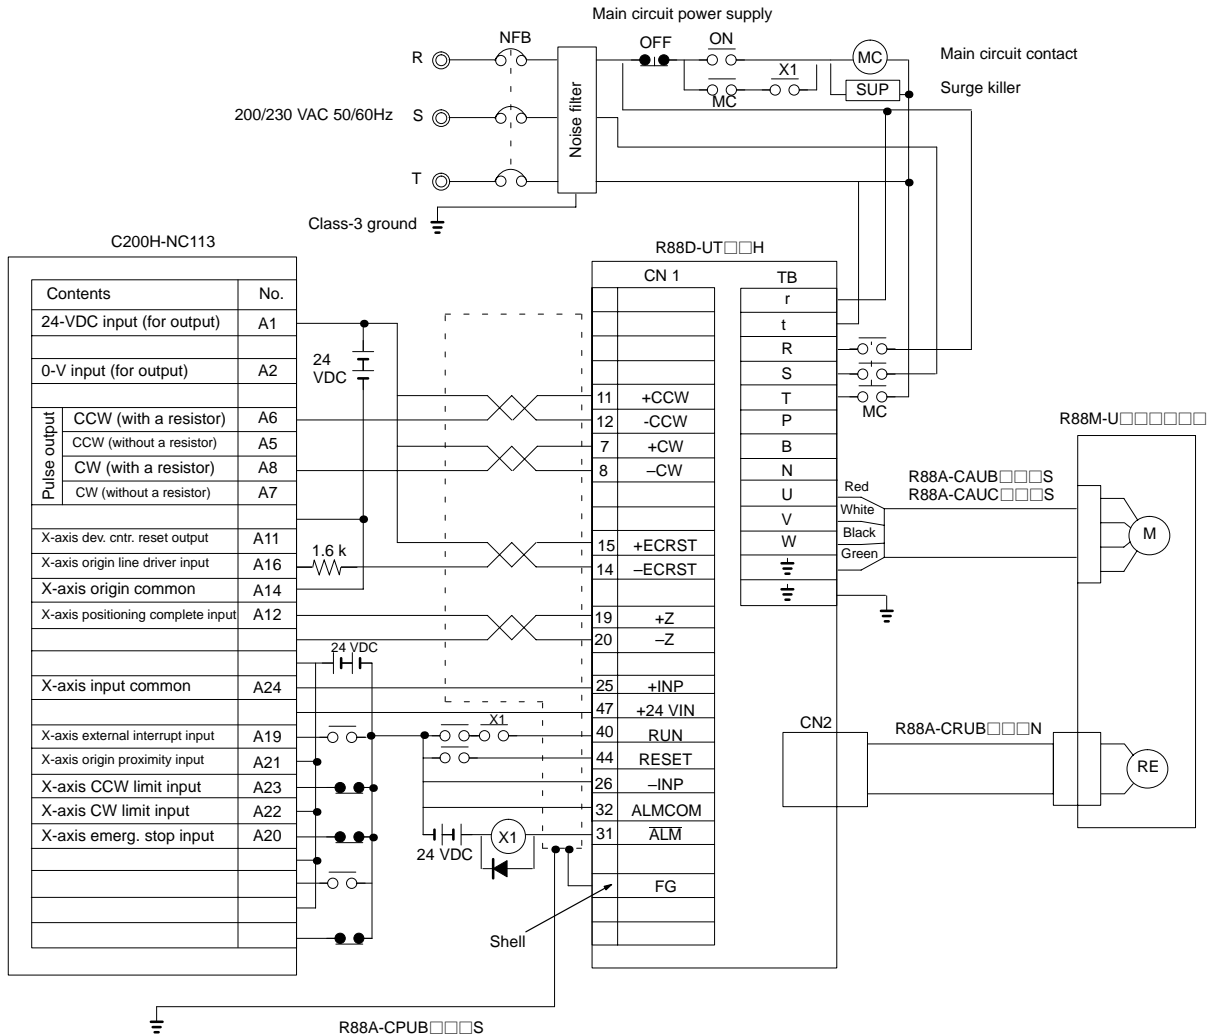 Main circuit power supply
NFB
OFF
ON
R
MC
Main circuit contact
X1
MC
SUP
Surge killer
200/230 VAC 50/60Hz
S
Noise filter
T
Class-3 ground
C200H-NC113
R88D-UT□□H
Contents No.
24-VDC input (for output) A1
0-V input (for output) A2
Pulse output
CCW (with a resistor) A6
CCW (without a resistor) A5
CW (with a resistor) A8
CW (without a resistor) A7
X-axis dev. cntr. reset output A11
X-axis origin line driver input A16
X-axis origin common A14
X-axis positioning complete input A12
X-axis input common A24
X-axis external interrupt input A19
X-axis origin proximity input A21
X-axis CCW limit input A23
X-axis CW limit input A22
X-axis emerg. stop input A20
24
VDC
1.6 k
24 VDC
X1
24 VDC
X1
CN 1
11 +CCW
12 -CCW
7 +CW
8 –CW
15 +ECRST
14 –ECRST
19 +Z
20 –Z
25 +INP
47 +24 VIN
40 RUN
44 RESET
26 –INP
32 ALMCOM
31 ALM
FG
Shell
TB
r
t
R
S
T
P
B
N
U
V
W
MC
Red
White
Black
Green
R88M-U□□□□□□
R88A-CAUB□□□S
R88A-CAUC□□□S
M
CN2
R88A-CRUB□□□N
RE
R88A-CPUB□□□S